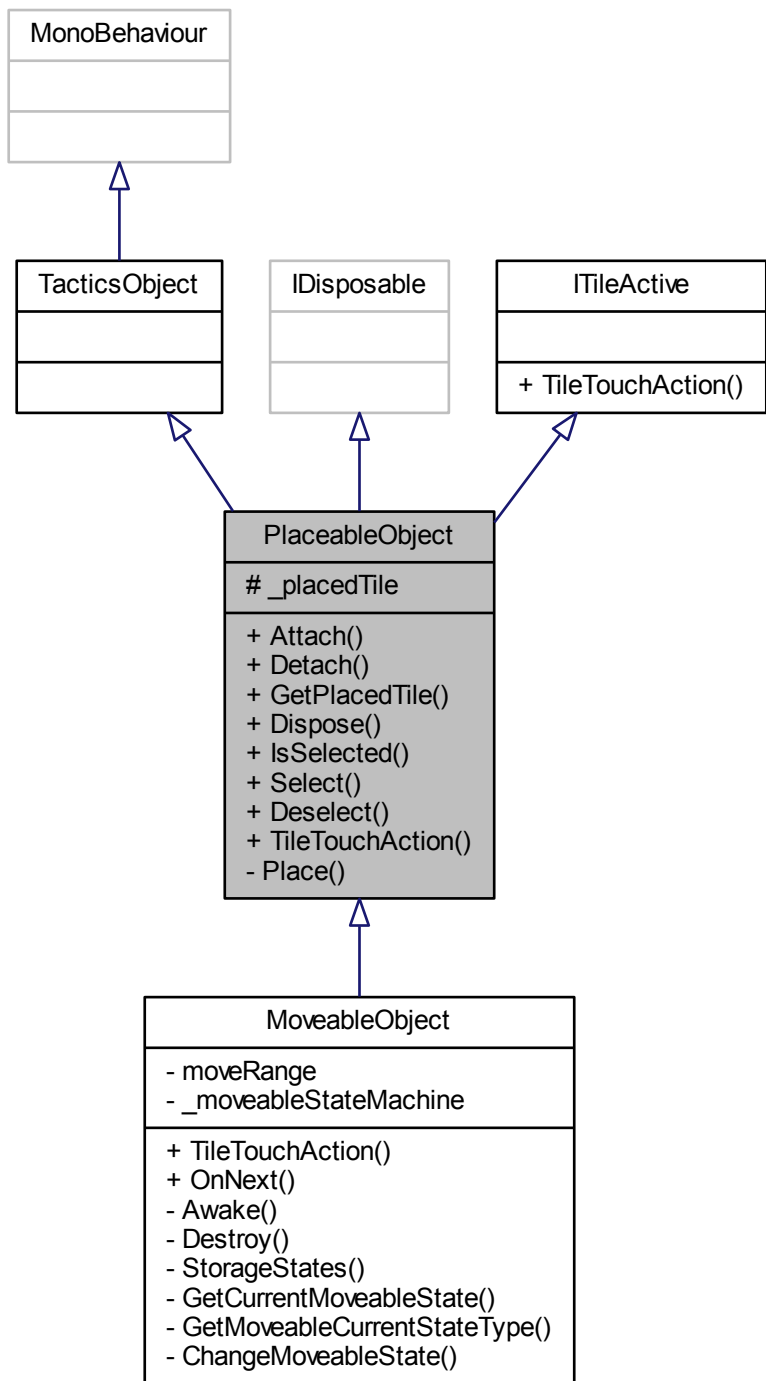 MonoBehaviour
TacticsObject
IDisposable
ITileActive
+ TileTouchAction()
PlaceableObject
# _placedTile
+ Attach()
+ Detach()
+ GetPlacedTile()
+ Dispose()
+ IsSelected()
+ Select()
+ Deselect()
+ TileTouchAction()
- Place()
MoveableObject
- moveRange
- _moveableStateMachine
+ TileTouchAction()
+ OnNext()
- Awake()
- Destroy()
- StorageStates()
- GetCurrentMoveableState()
- GetMoveableCurrentStateType()
- ChangeMoveableState()